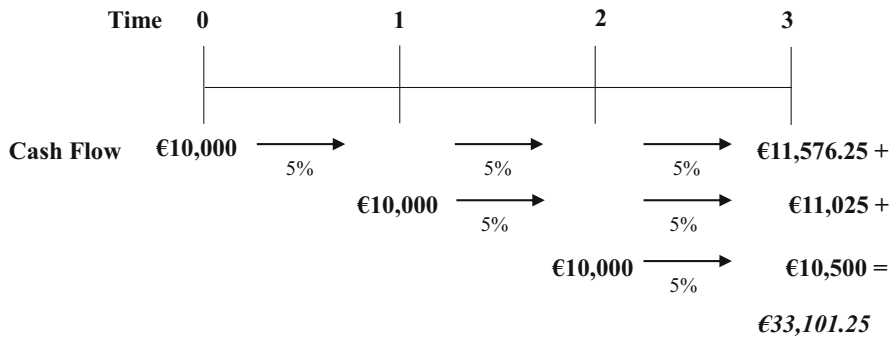 Time 0 1 2 3
Cash Flow €10,000 5% 5% 5% €11,576.25 +
€10,000 5% 5% €11,025 +
€10,000 5% €10,500 =
€33,101.25